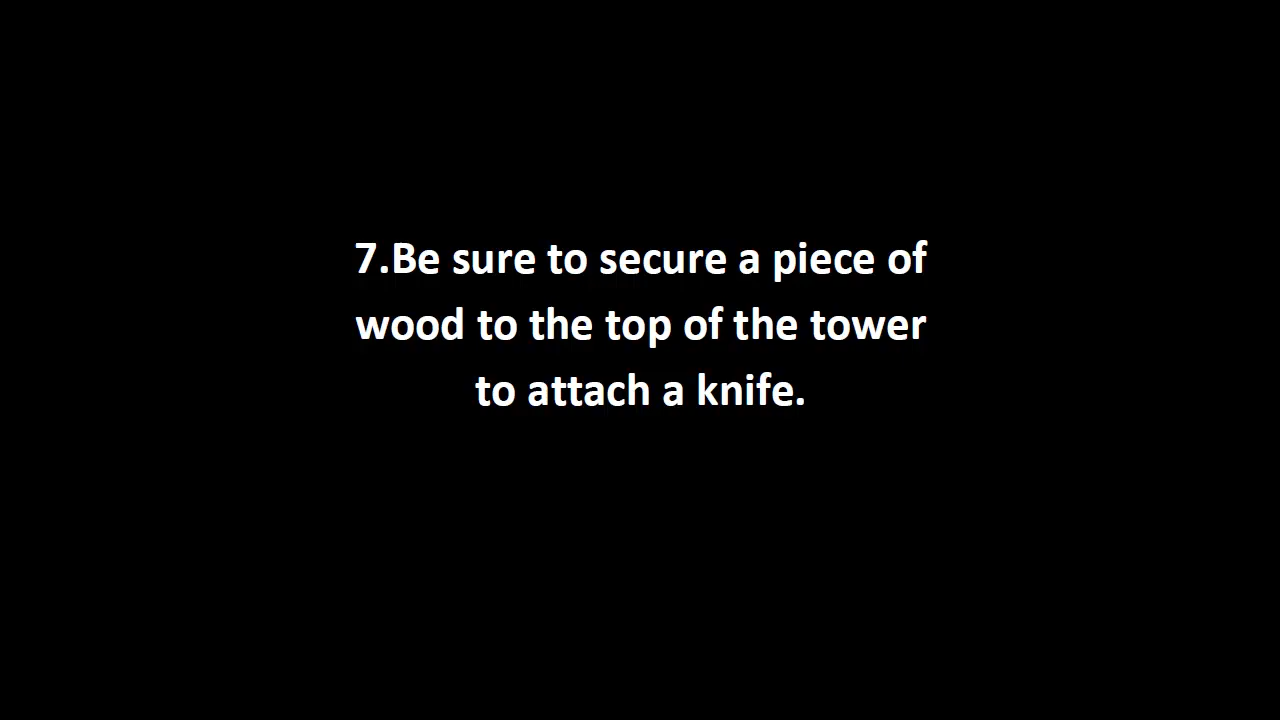 7.Be sure to secure a piece of
wood to the top of the tower
to attach a knife.